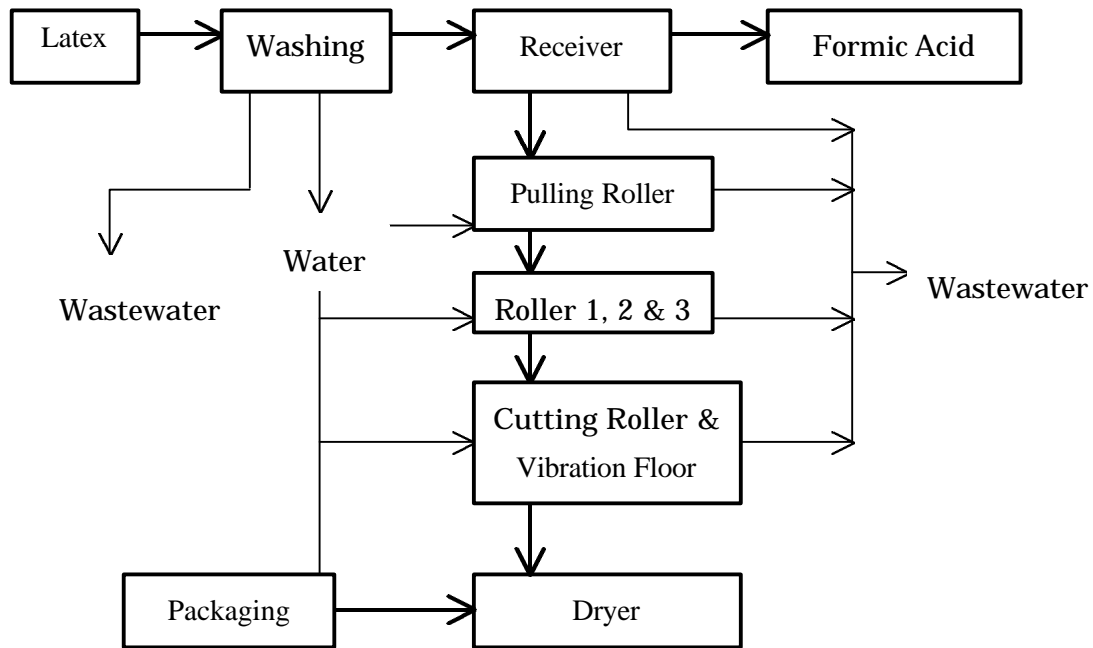 Latex
Washing
Receiver
Formic Acid
Pulling Roller
Water
Wastewater
Wastewater
Roller 1, 2 & 3
Cutting Roller &
Vibration Floor
Packaging
Dryer